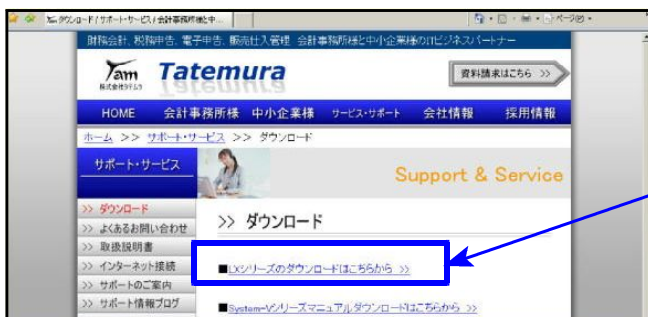 ダウンロード / サポート・サービス / 会計事務所様と中...
ページ(P)
財務会計、税務申告、電子申告、販売仕入管理 会計事務所様と中小企業様のITビジネスパートナー
Tam
株式会社タテムラ
Tatemura
資料請求はこちら >>
HOME 会計事務所様 中小企業様 サービス・サポート 会社情報 採用情報
ホーム >> サポート・サービス >> ダウンロード
サポート・サービス
Support & Service
>> ダウンロード
>> よくあるお問い合わせ
>> 取扱説明書
>> インターネット接続
>> サポートのご案内
>> サポート情報ブログ
>> ダウンロード
■LXシリーズのダウンロードはこちらから >>
■System-Vシリーズマニュアルダウンロードはこちらから >>